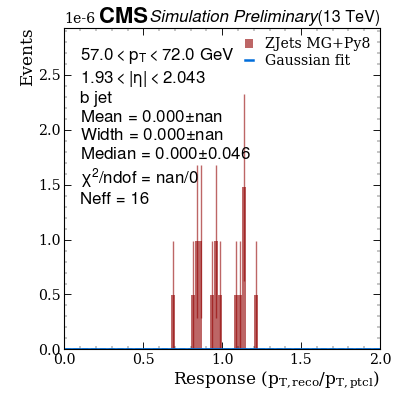 1e-6 CMS Simulation Preliminary (13 TeV)
Events
57.0 < pT < 72.0 GeV
1.93 < |η| < 2.043
b jet
Mean = 0.000±nan
Width = 0.000±nan
Median = 0.000±0.046
χ²/ndof = nan/0
Neff = 16
ZJets MG+Py8
Gaussian fit
2.5
2.0
1.5
1.0
0.5
0.0
0.0 0.5 1.0 1.5 2.0
Response (pT,reco/pT,ptcl)